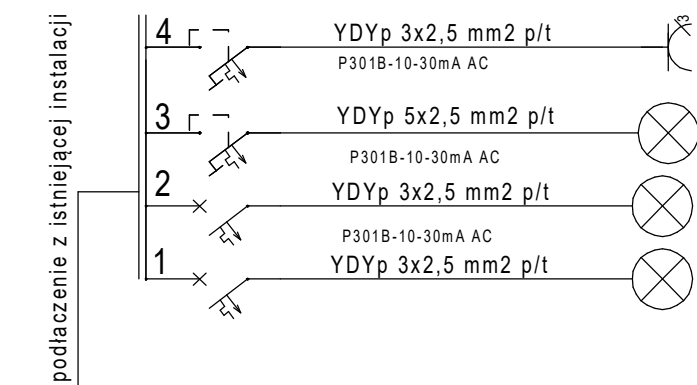 podłaczenie z istniejącej instalacji
4
YDYp 3x2,5 mm2 p/t
3
P301B-10-30mA AC
3
YDYp 5x2,5 mm2 p/t
P301B-10-30mA AC
2
YDYp 3x2,5 mm2 p/t
P301B-10-30mA AC
1
YDYp 3x2,5 mm2 p/t